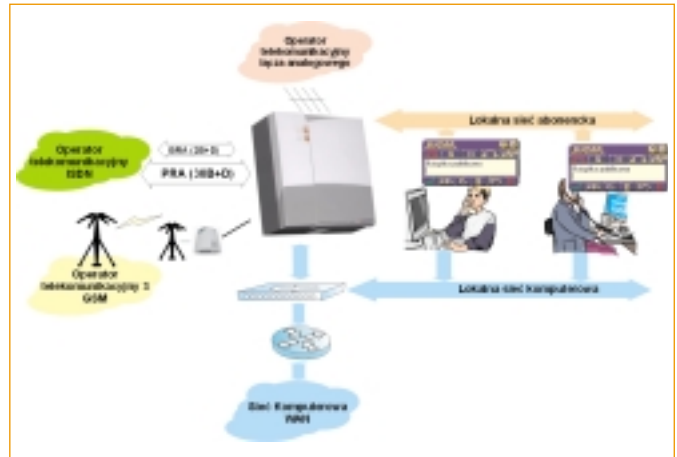 Operator
telekomunikacyjny
łącza analogowego
Lokalna sieć abonencka
Operator
telekomunikacyjny
ISDN
BRA (2B+D)
PRA (30B+D)
Operator
telekomunikacyjny 3
GSM
Lokalna sieć komputerowa
Sieć Komputerowa
WAN